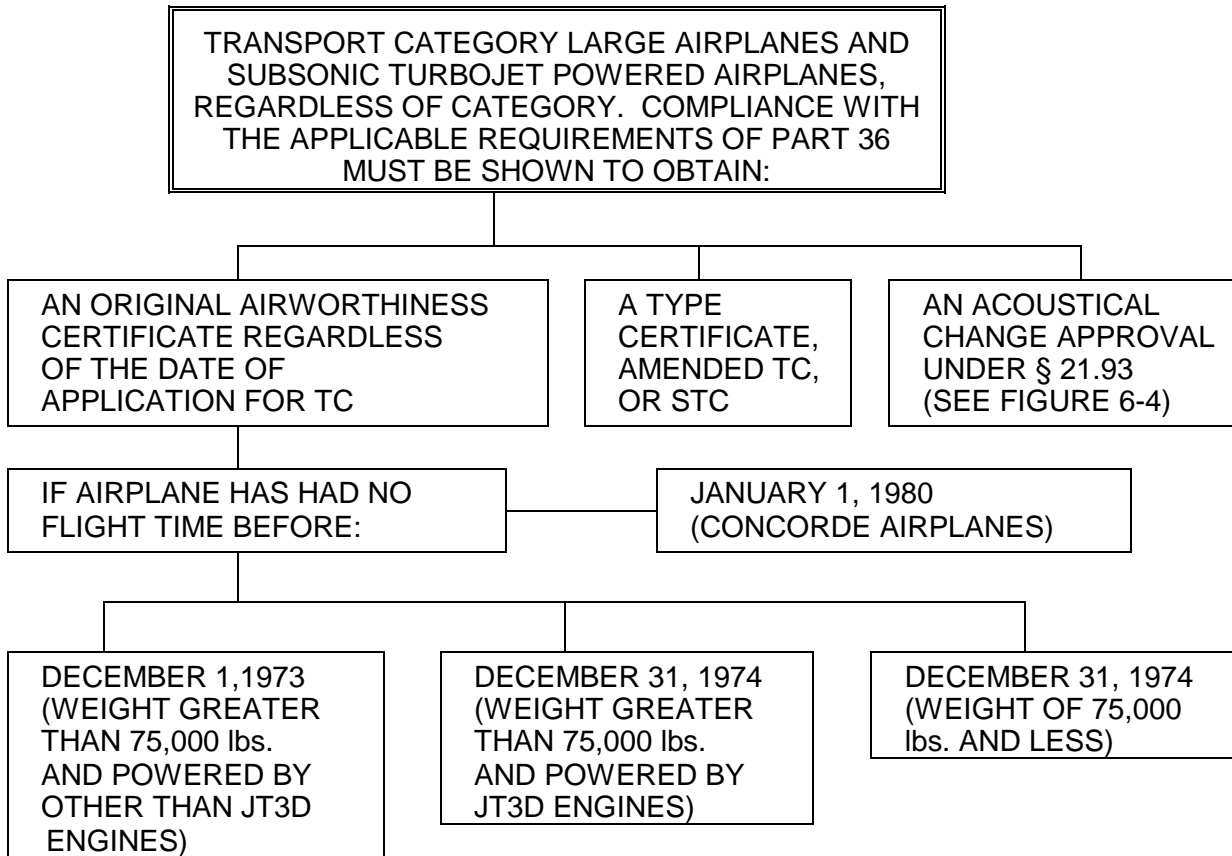 TRANSPORT CATEGORY LARGE AIRPLANES AND
SUBSONIC TURBOJET POWERED AIRPLANES,
REGARDLESS OF CATEGORY. COMPLIANCE WITH
THE APPLICABLE REQUIREMENTS OF PART 36
MUST BE SHOWN TO OBTAIN:
AN ORIGINAL AIRWORTHINESS
CERTIFICATE REGARDLESS
OF THE DATE OF
APPLICATION FOR TC
A TYPE
CERTIFICATE,
AMENDED TC,
OR STC
AN ACOUSTICAL
CHANGE APPROVAL
UNDER § 21.93
(SEE FIGURE 6-4)
IF AIRPLANE HAS HAD NO
FLIGHT TIME BEFORE:
JANUARY 1, 1980
(CONCORDE AIRPLANES)
DECEMBER 1,1973
(WEIGHT GREATER
THAN 75,000 lbs.
AND POWERED BY
OTHER THAN JT3D
ENGINES)
DECEMBER 31, 1974
(WEIGHT GREATER
THAN 75,000 lbs.
AND POWERED BY
JT3D ENGINES)
DECEMBER 31, 1974
(WEIGHT OF 75,000
lbs. AND LESS)